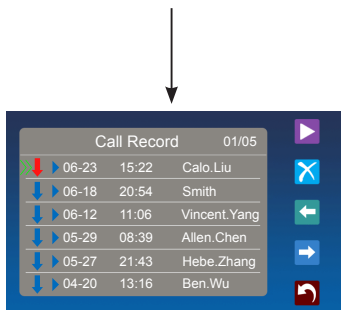 Call Record 01/05
06-23 15:22 Calo.Liu
06-18 20:54 Smith
06-12 11:06 Vincent.Yang
05-29 08:39 Allen.Chen
05-27 21:43 Hebe.Zhang
04-20 13:16 Ben.Wu